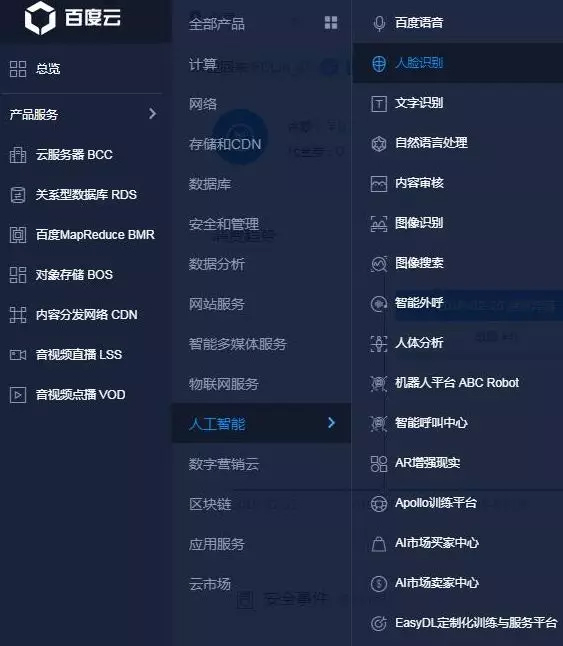 百度云
总览
产品服务
云服务器 BCC
关系型数据库 RDS
百度MapReduce BMR
对象存储 BOS
内容分发网络 CDN
音视频直播 LSS
音视频点播 VOD
全部产品
计算
网络
存储和CDN
数据库
安全和管理
数据分析
网站服务
智能多媒体服务
物联网服务
人工智能
数字营销云
区块链
应用服务
云市场
安全事件
百度语音
人脸识别
文字识别
自然语言处理
内容审核
图像识别
图像搜索
智能外呼
人体分析
机器人平台 ABC Robot
智能呼叫中心
AR增强现实
Apollo训练平台
AI市场买家中心
AI市场卖家中心
EasyDL定制化训练与服务平台